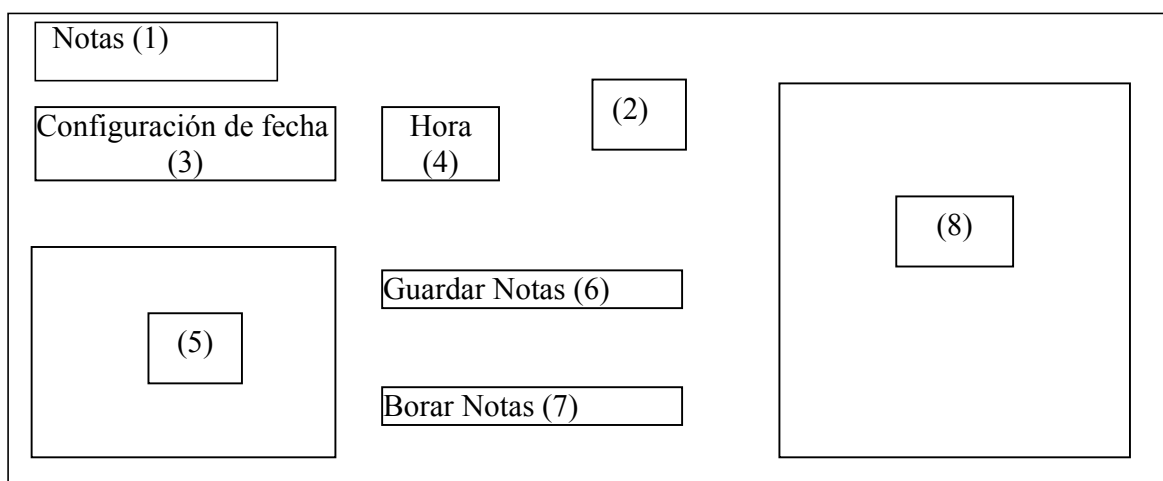 Notas (1)
(2)
Configuración de fecha
(3)
Hora
(4)
(8)
Guardar Notas (6)
(5)
Borar Notas (7)